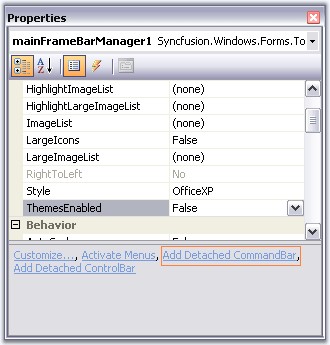 Properties
mainFrameBarManager1 Syncfusion.Windows.Forms.To
HighlightImageList (none)
HighlightLargeImageList (none)
ImageList (none)
LargeIcons False
LargeImageList (none)
RightToLeft No
Style OfficeXP
ThemesEnabled False
Behavior
Customize..., Activate Menus, Add Detached CommandBar,
Add Detached ControlBar